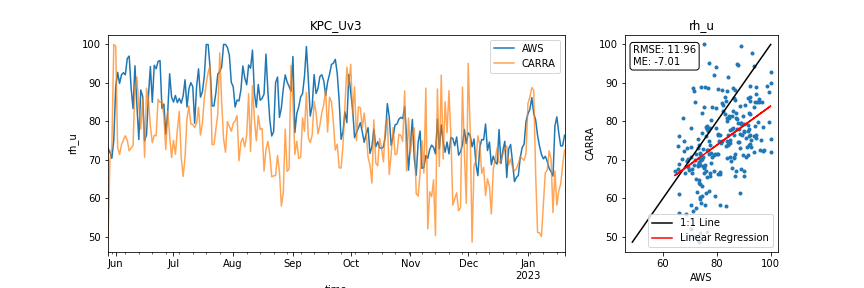 KPC_Uv3
rh_u
100
90
80
70
60
50
Jun
Jul
Aug
Sep
Oct
Nov
Dec
Jan
2023
AWS
CARRA
rh_u
CARRA
100
90
80
70
60
50
RMSE: 11.96
ME: -7.01
1:1 Line
Linear Regression
60
80
100
AWS